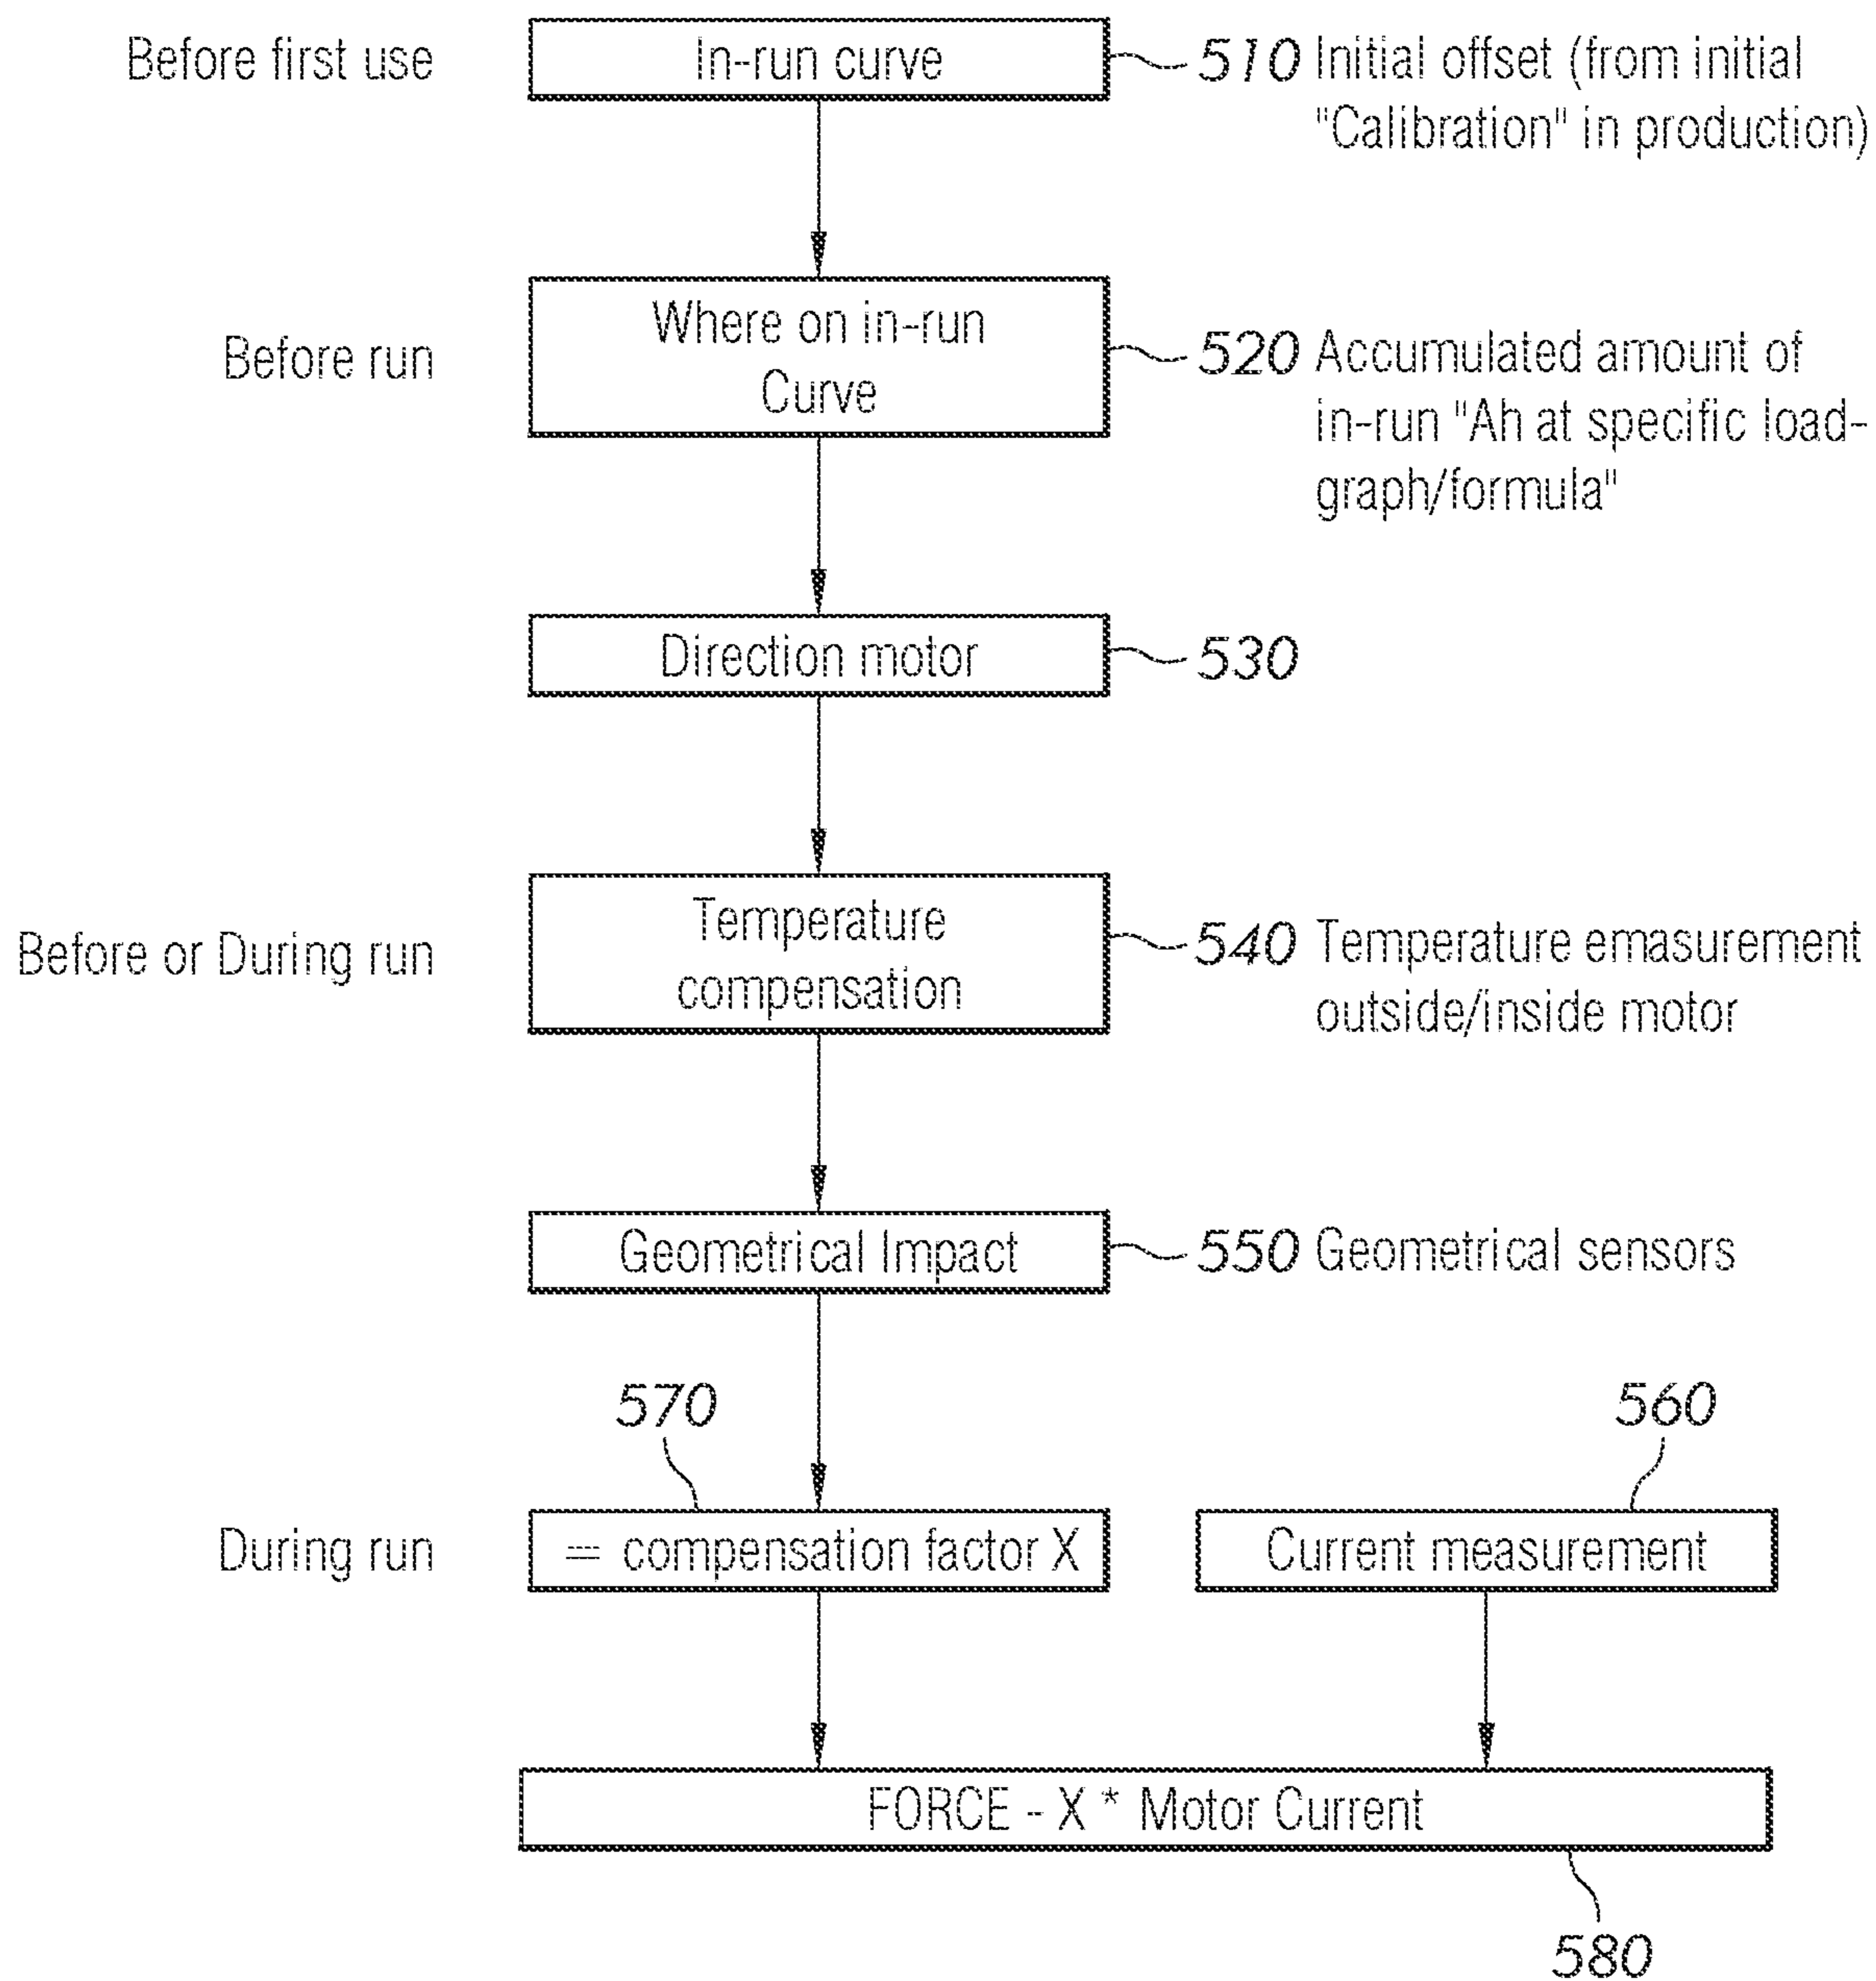 Before first use
In-run curve
510 Initial offset (from initial
"Calibration" in production)
Before run
Where on in-run
Curve
520 Accumulated amount of
in-run "Ah at specific load-
graph/formula"
Direction motor
530
Before or During run
Temperature
compensation
540 Temperature emasurement
outside/inside motor
Geometrical Impact
550 Geometrical sensors
570
560
During run
= compensation factor X
Current measurement
FORCE - X * Motor Current
580